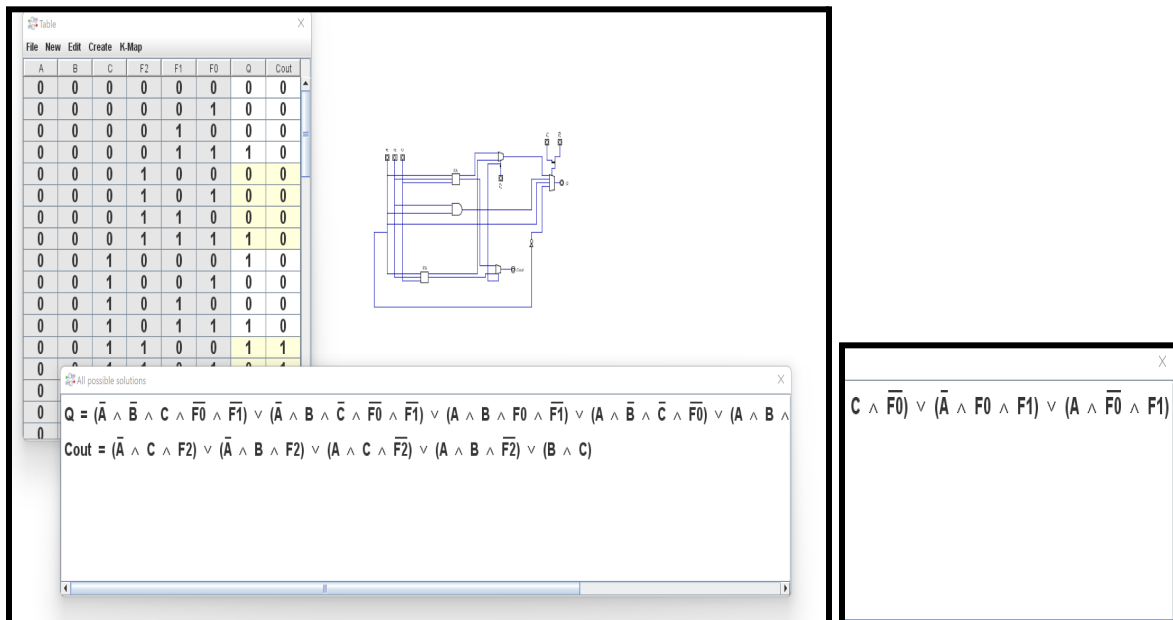 Table
File New Edit Create K-Map
A B C F2 F1 F0 Q Cout
0 0 0 0 0 0 0 0
0 0 0 0 0 1 0 0
0 0 0 0 1 0 0 0
0 0 0 0 1 1 1 0
0 0 0 1 0 0 0 0
0 0 0 1 0 1 0 0
0 0 0 1 1 0 0 0
0 0 0 1 1 1 1 0
0 0 1 0 0 0 1 0
0 0 1 0 0 1 0 0
0 0 1 0 1 0 0 0
0 0 1 0 1 1 1 0
0 0 1 1 0 0 1 1
0
0
0
0
Cout
All possible solutions
Q = (A̅ ∧ B̅ ∧ C ∧ F̅0̅ ∧ F̅1̅) ∨ (A̅ ∧ B ∧ C̅ ∧ F̅0̅ ∧ F̅1̅) ∨ (A ∧ B ∧ F0 ∧ F̅1̅) ∨ (A ∧ B̅ ∧ C̅ ∧ F̅0̅) ∨ (A ∧ B ∧
Cout = (A̅ ∧ C ∧ F2) ∨ (A̅ ∧ B ∧ F2) ∨ (A ∧ C ∧ F̅2̅) ∨ (A ∧ B ∧ F̅2̅) ∨ (B ∧ C)
C ∧ F̅0̅) ∨ (A̅ ∧ F0 ∧ F1) ∨ (A ∧ F̅0̅ ∧ F1)